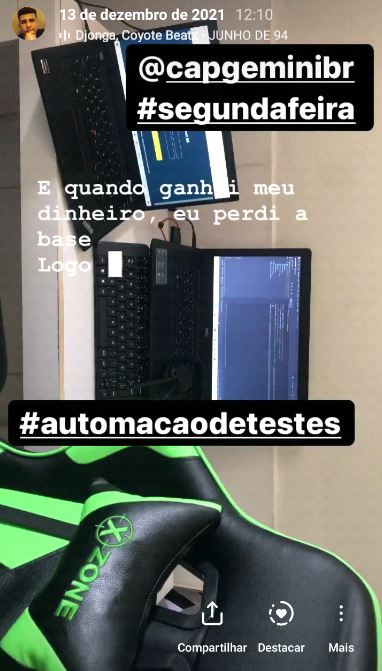 13 de dezembro de 2021 12:10
Djonga, Coyote Beatz • JUNHO DE 94
@capgeminibr
#segundafeira
E quando ganhei meu
dinheiro, eu perdi a
base
Logo
#automacaodetestes
X
ZONE
Compartilhar Destacar Mais